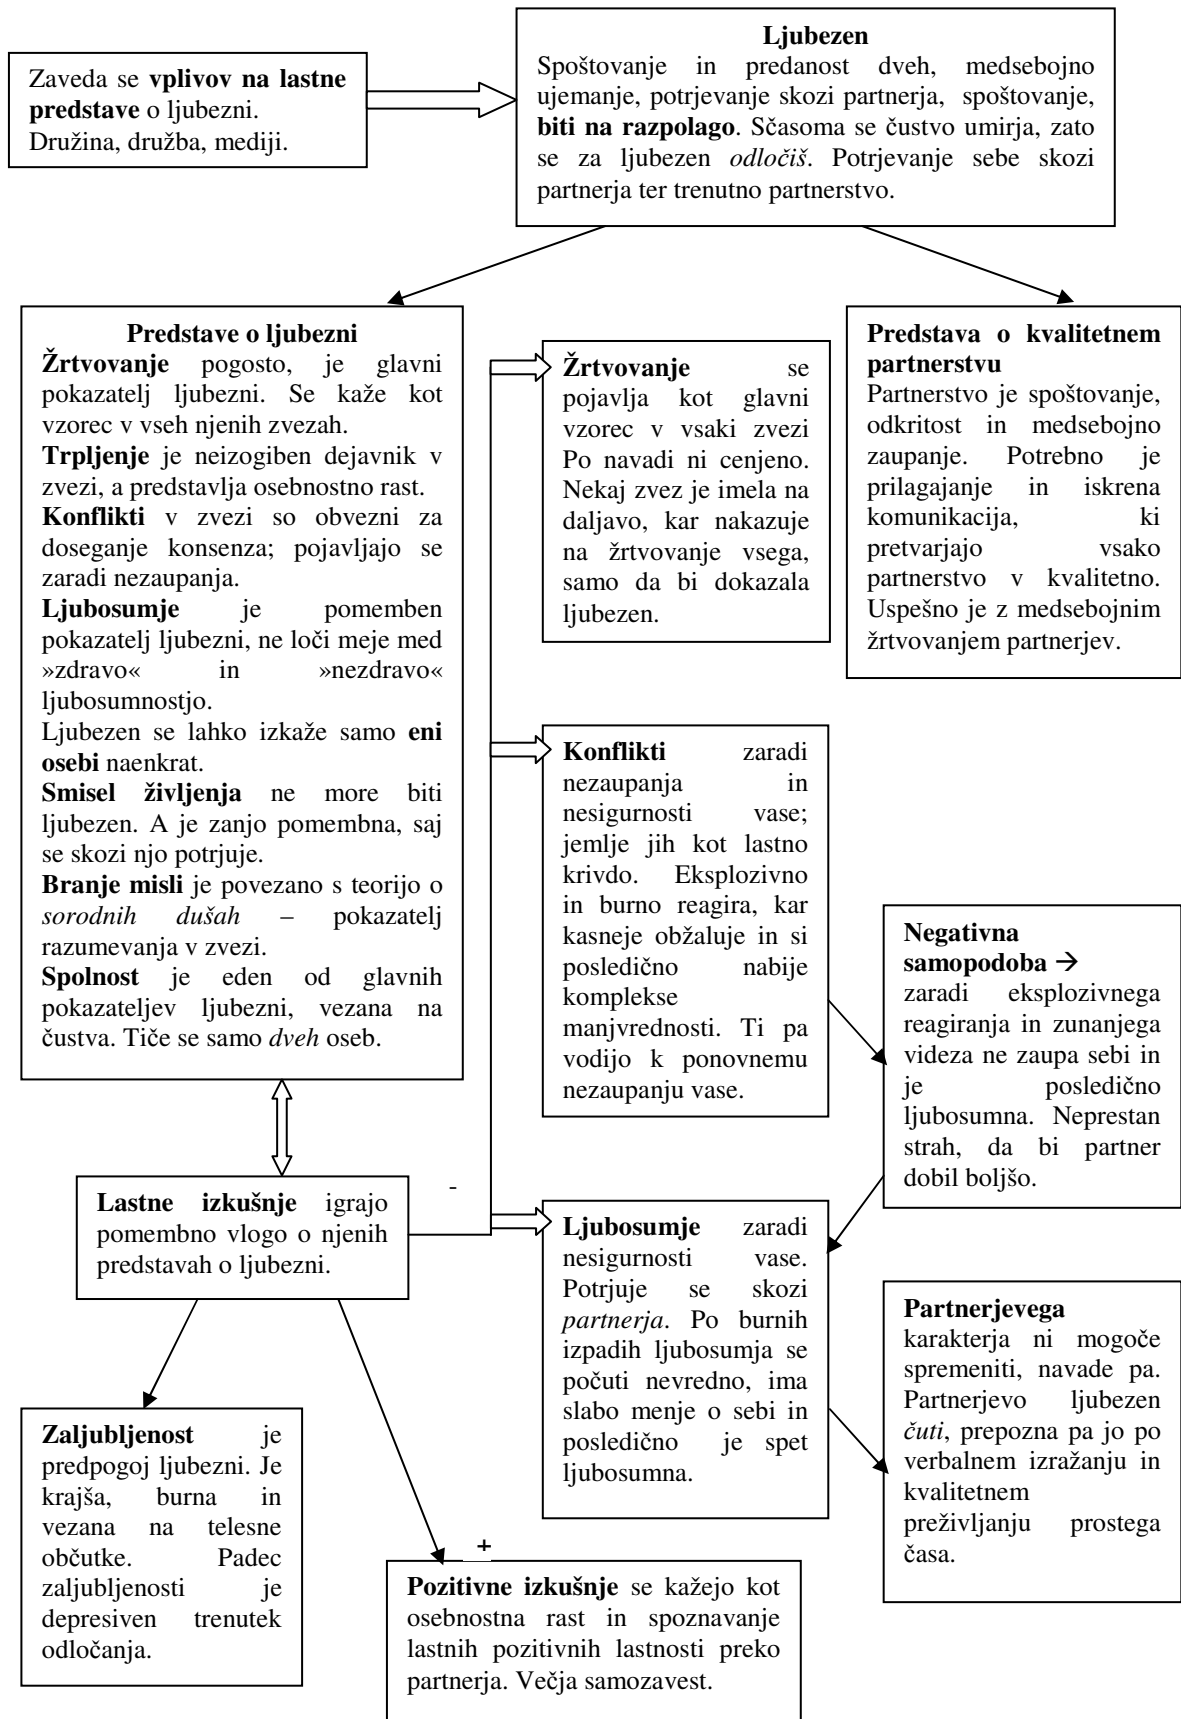 Ljubezen
Spoštovanje in predanost dveh, medsebojno
ujemanje, potrjevanje skozi partnerja, spoštovanje,
biti na razpolago. Sčasoma se čustvo umirja, zato
se za ljubezen odločiš. Potrjevanje sebe skozi
partnerja ter trenutno partnerstvo.
Zaveda se vplivov na lastne
predstave o ljubezni.
Družina, družba, mediji.
Predstave o ljubezni
Žrtvovanje pogosto, je glavni
pokazatelj ljubezni. Se kaže kot
vzorec v vseh njenih zvezah.
Trpljenje je neizogiben dejavnik v
zvezi, a predstavlja osebnostno rast.
Konflikti v zvezi so obvezni za
doseganje konsenza; pojavljajo se
zaradi nezaupanja.
Ljubosumje je pomemben
pokazatelj ljubezni, ne loči meje med
»zdravo« in »nezdravo«
ljubosumnostjo.
Ljubezen se lahko izkaže samo eni
osebi naenkrat.
Smisel življenja ne more biti
ljubezen. A je zanjo pomembna, saj
se skozi njo potrjuje.
Branje misli je povezano s teorijo o
sorodnih dušah – pokazatelj
razumevanja v zvezi.
Spolnost je eden od glavnih
pokazateljev ljubezni, vezana na
čustva. Tiče se samo dveh oseb.
Žrtvovanje se
pojavlja kot glavni
vzorec v vsaki zvezi
Po navadi ni cenjeno.
Nekaj zvez je imela na
daljavo, kar nakazuje
na žrtvovanje vsega,
samo da bi dokazala
ljubezen.
Predstava o kvalitetnem
partnerstvu
Partnerstvo je spoštovanje,
odkritost in medsebojno
zaupanje. Potrebno je
prilagajanje in iskrena
komunikacija, ki
pretvarjajo vsako
partnerstvo v kvalitetno.
Uspešno je z medsebojnim
žrtvovanjem partnerjev.
Konflikti zaradi
nezaupanja in
nesigurnosti vase;
jemlje jih kot lastno
krivdo. Eksplozivno
in burno reagira, kar
kasneje obžaluje in si
posledično nabije
komplekse
manjvrednosti. Ti pa
vodijo k ponovnemu
nezaupanju vase.
Negativna
samopodoba →
zaradi eksplozivnega
reagiranja in zunanjega
videza ne zaupa sebi in
je posledično
ljubosumna. Neprestan
strah, da bi partner
dobil boljšo.
Lastne izkušnje igrajo
pomembno vlogo o njenih
predstavah o ljubezni.
-
Ljubosumje zaradi
nesigurnosti vase.
Potrjuje se skozi
partnerja. Po burnih
izpadih ljubosumja se
počuti nevredno, ima
slabo menje o sebi in
posledično je spet
ljubosumna.
Partnerjevega
karakterja ni mogoče
spremeniti, navade pa.
Partnerjevo ljubezen
čuti, prepozna pa jo po
verbalnem izražanju in
kvalitetnem
preživljanju prostega
časa.
Zaljubljenost je
predpogoj ljubezni. Je
krajša, burna in
vezana na telesne
občutke. Padec
zaljubljenosti je
depresiven trenutek
odločanja.
+
Pozitivne izkušnje se kažejo kot
osebnostna rast in spoznavanje
lastnih pozitivnih lastnosti preko
partnerja. Večja samozavest.